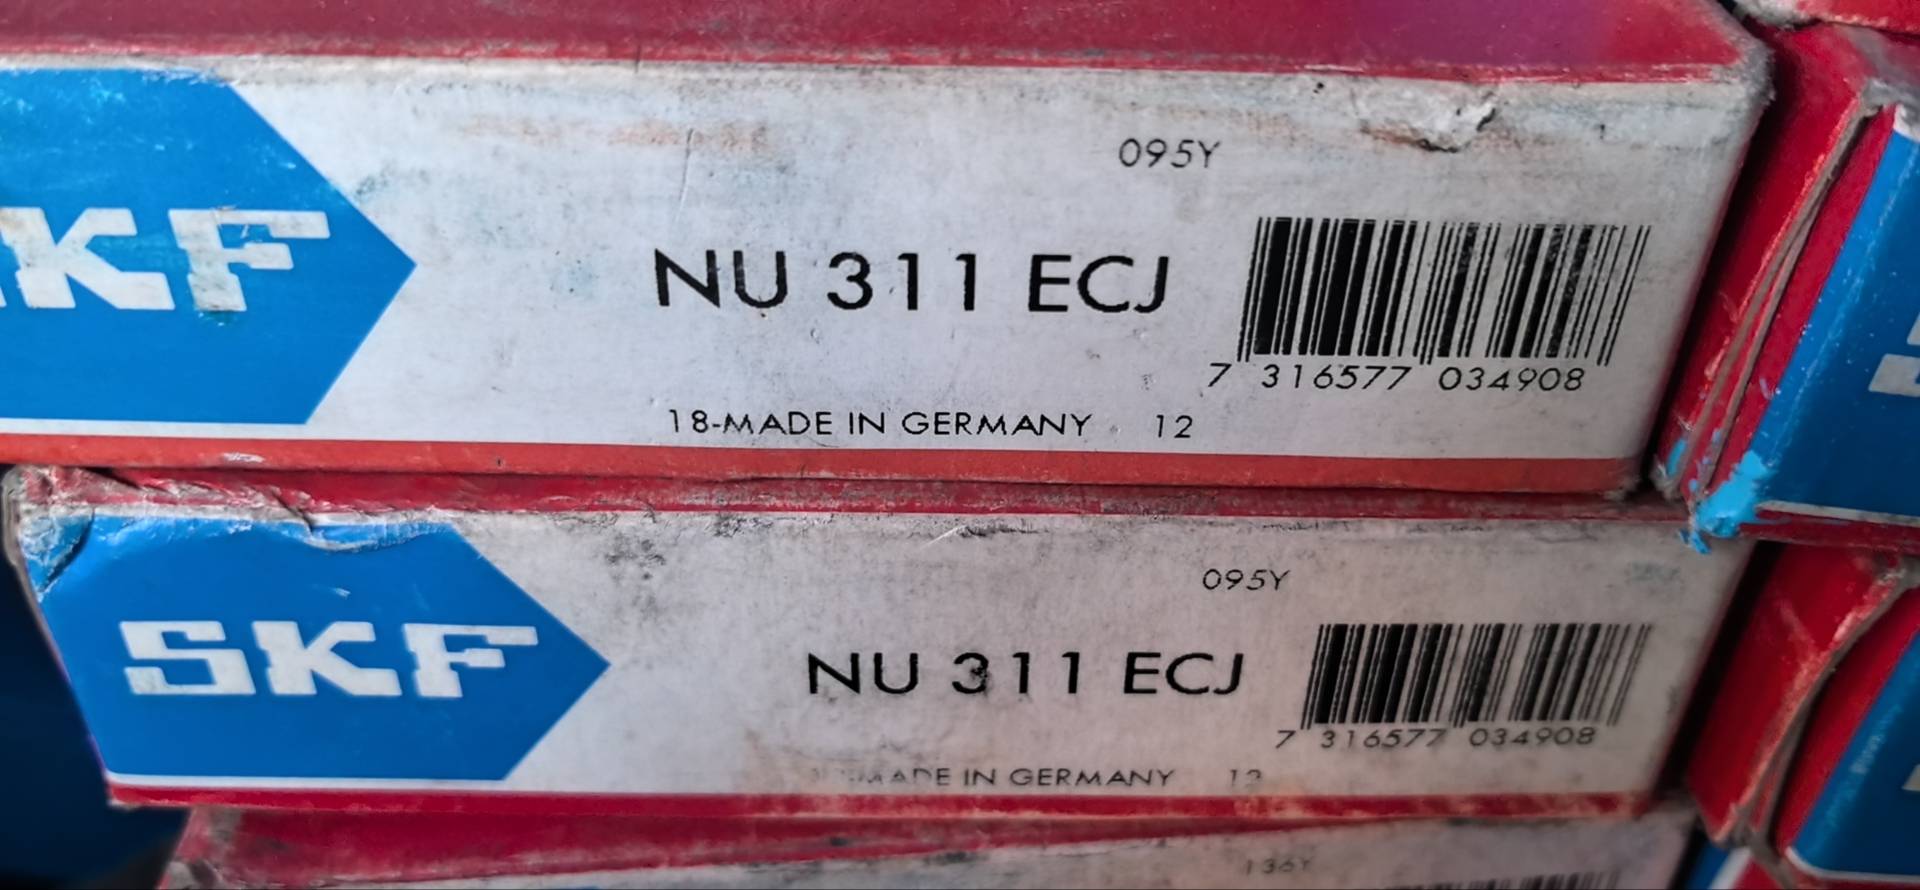 095Y
SKF
NU 311 ECJ
7 316577 034908
18-MADE IN GERMANY 12
095Y
SKF
NU 311 ECJ
7 316577 034908
MADE IN GERMANY 12
136Y